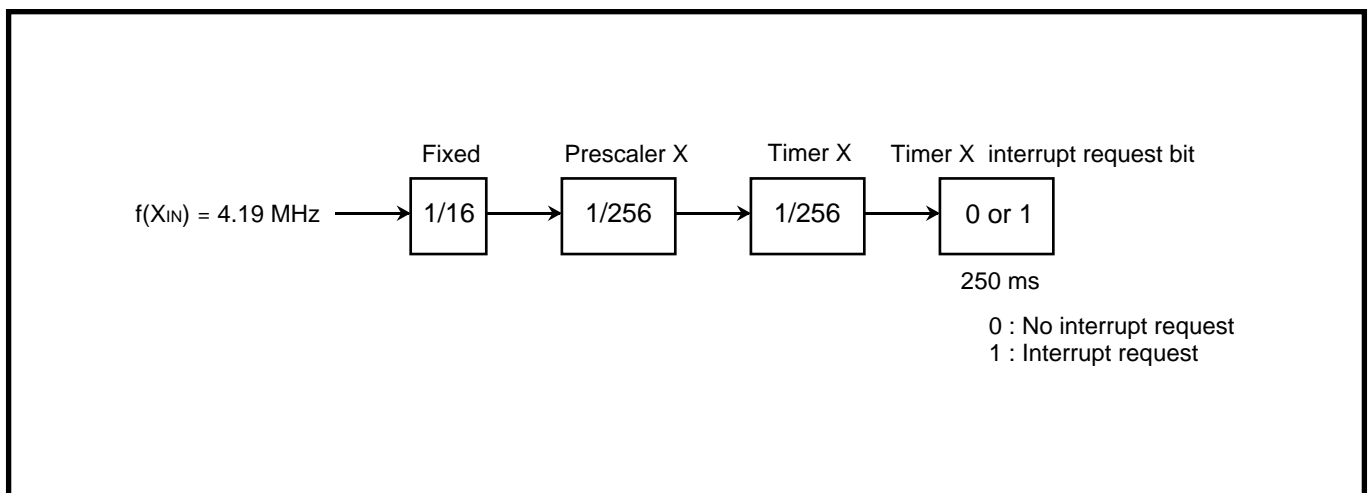 Fixed Prescaler X Timer X Timer X interrupt request bit
f(XIN) = 4.19 MHz 1/16 1/256 1/256 0 or 1
250 ms
0 : No interrupt request
1 : Interrupt request